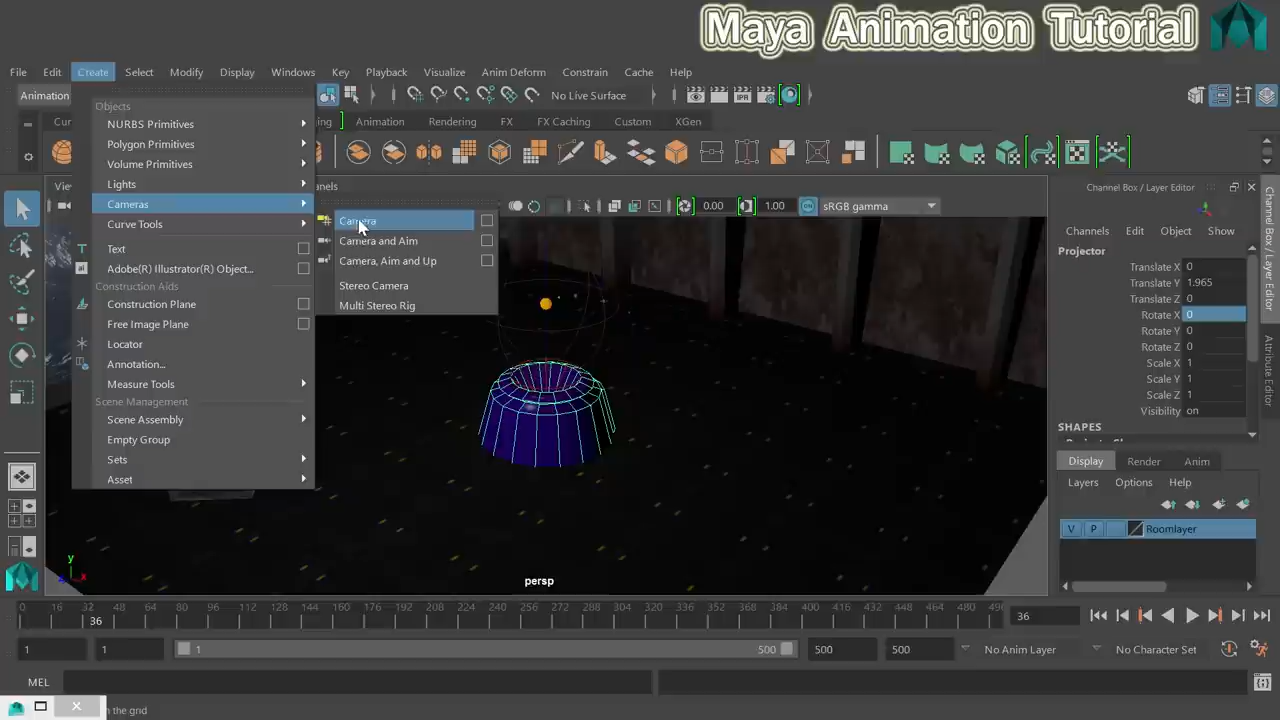 Maya Animation Tutorial
File Edit Create Select Modify Display Windows Key Playback Visualize Anim Deform Constrain Cache Help
Animation
No Live Surface
Cur
Animation Rendering FX FX Caching Custom XGen
Objects
NURBS Primitives
Polygon Primitives
Volume Primitives
Lights
Cameras
Curve Tools
Text
Adobe(R) Illustrator(R) Object...
Construction Aids
Construction Plane
Free Image Plane
Locator
Annotation...
Measure Tools
Scene Management
Scene Assembly
Empty Group
Sets
Asset
Camera
Camera and Aim
Camera, Aim and Up
Stereo Camera
Multi Stereo Rig
0.00 1.00 sRGB gamma
persp
Channel Box / Layer Editor
Channels Edit Object Show
Projector
Translate X 0
Translate Y 1.965
Translate Z 0
Rotate X 0
Rotate Y 0
Rotate Z 0
Scale X 1
Scale Y 1
Scale Z 1
Visibility on
SHAPES
Display Render Anim
Layers Options Help
V P Roomlayer
Channel Box / Layer Editor
Attribute Editor
0 16 32 48 64 80 96 112 128 144 160 176 192 208 224 240 256 272 288 304 320 336 352 368 384 400 416 432 448 464 480
36
36
1 1 1 500 500 500 No Anim Layer No Character Set
MEL